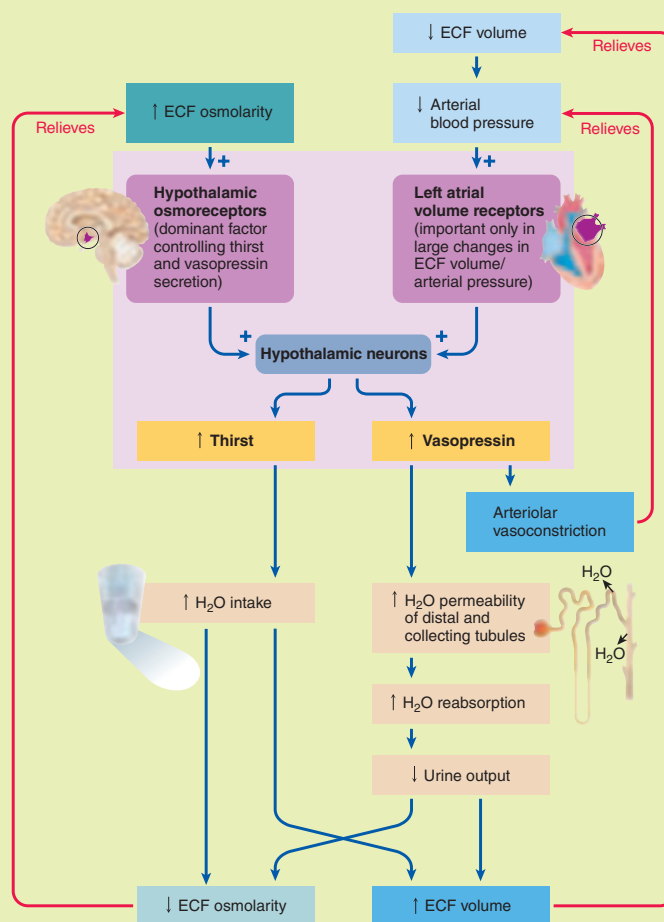 ↓ ECF volume
Relieves
Relieves
↑ ECF osmolarity
↓ Arterial
blood pressure
Relieves
+
+
Hypothalamic
osmoreceptors
(dominant factor
controlling thirst
and vasopressin
secretion)
Left atrial
volume receptors
(important only in
large changes in
ECF volume/
arterial pressure)
+
+
Hypothalamic neurons
↑ Thirst
↑ Vasopressin
Arteriolar
vasoconstriction
↑ H₂O intake
↑ H₂O permeability
of distal and
collecting tubules
H₂O
H₂O
↑ H₂O reabsorption
↓ Urine output
↓ ECF osmolarity
↑ ECF volume